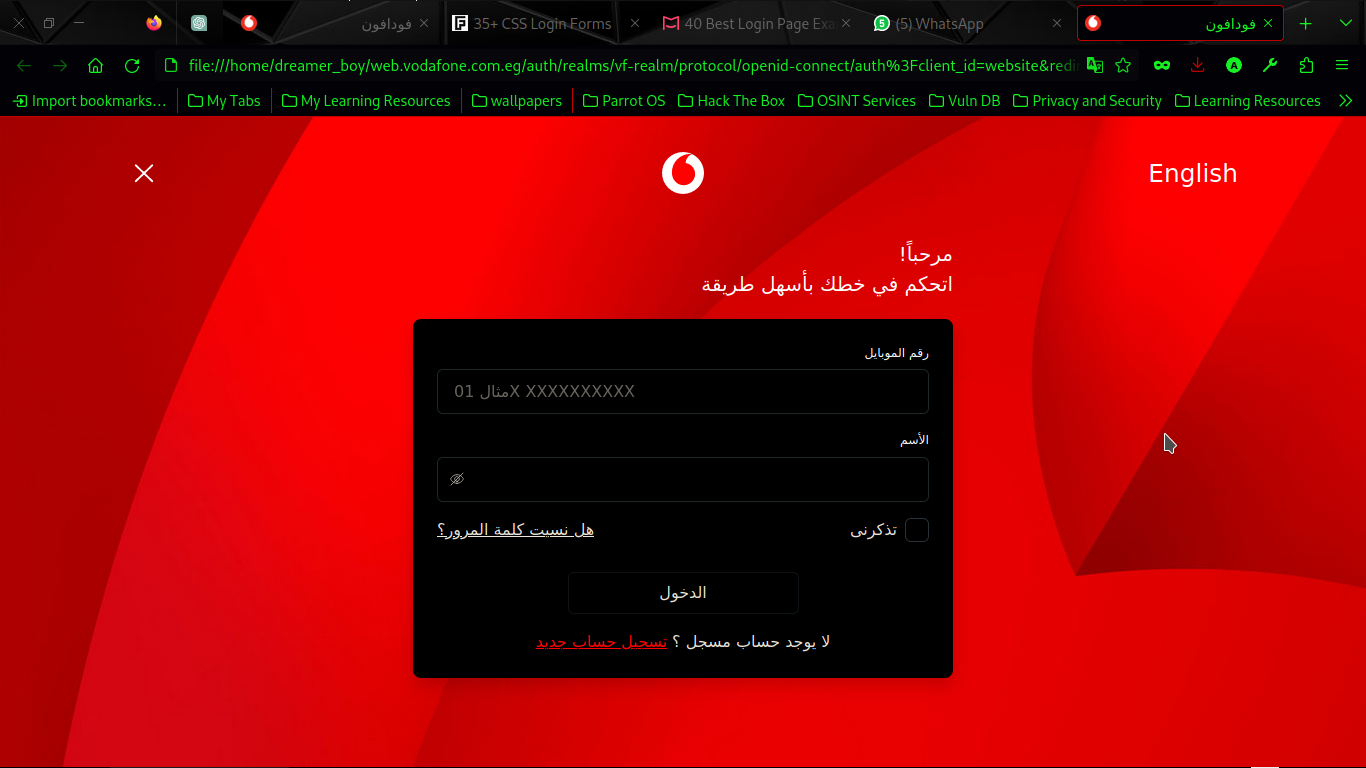 فودافون
35+ CSS Login Forms
40 Best Login Page Exa
(5) WhatsApp
فودافون
file:///home/dreamer_boy/web.vodafone.com.eg/auth/realms/vf-realm/protocol/openid-connect/auth%3Fclient_id=website&redi
Import bookmarks...
My Tabs
My Learning Resources
wallpapers
Parrot OS
Hack The Box
OSINT Services
Vuln DB
Privacy and Security
Learning Resources
English
مرحباً!
اتحكم في خطك بأسهل طريقة
رقم الموبايل
مثال 01X XXXXXXXXXX
الأسم
تذكرنى
هل نسيت كلمة المرور؟
الدخول
لا يوجد حساب مسجل ؟ تسجيل حساب جديد